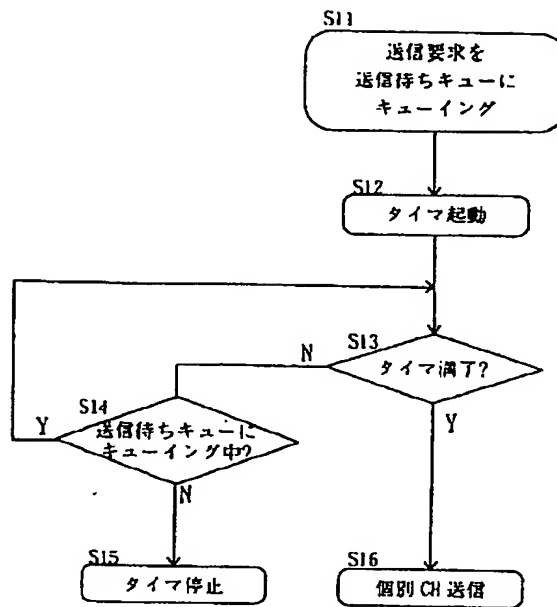 S11
送信要求を
送信待ちキューに
キューイング
S12
タイマ起動
S13
タイマ満了?
N
Y
S14
送信待ちキューに
キューイング中?
Y
N
S15
タイマ停止
S16
個別 CH 送信